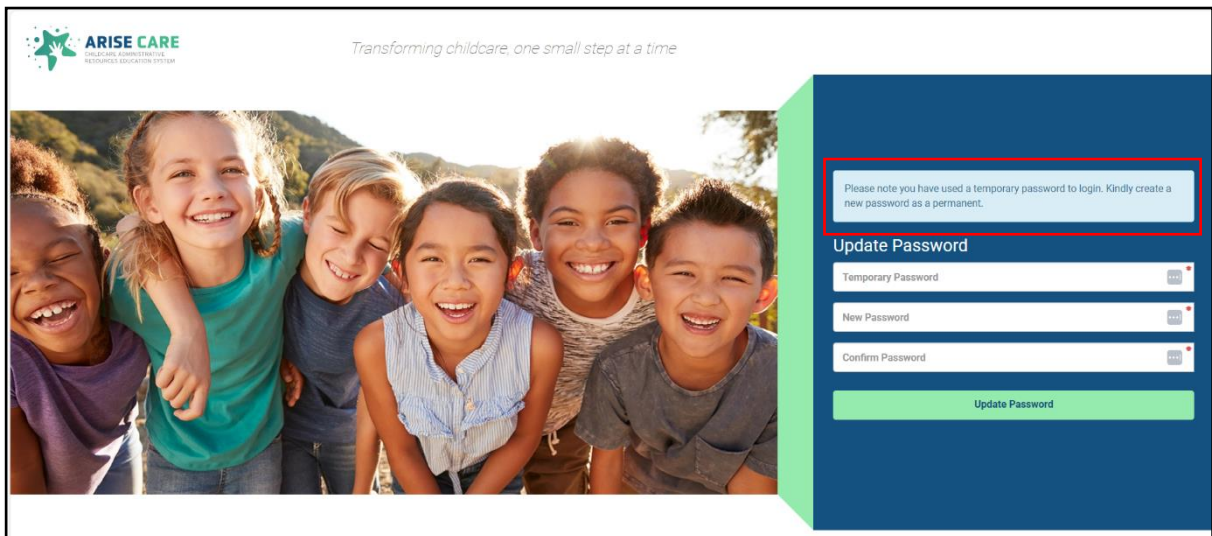 ARISE CARE
CHILDCARE ADMINISTRATIVE
RESOURCES EDUCATION SYSTEM
Transforming childcare, one small step at a time
Please note you have used a temporary password to login. Kindly create a
new password as a permanent.
Update Password
Temporary Password
New Password
Confirm Password
Update Password